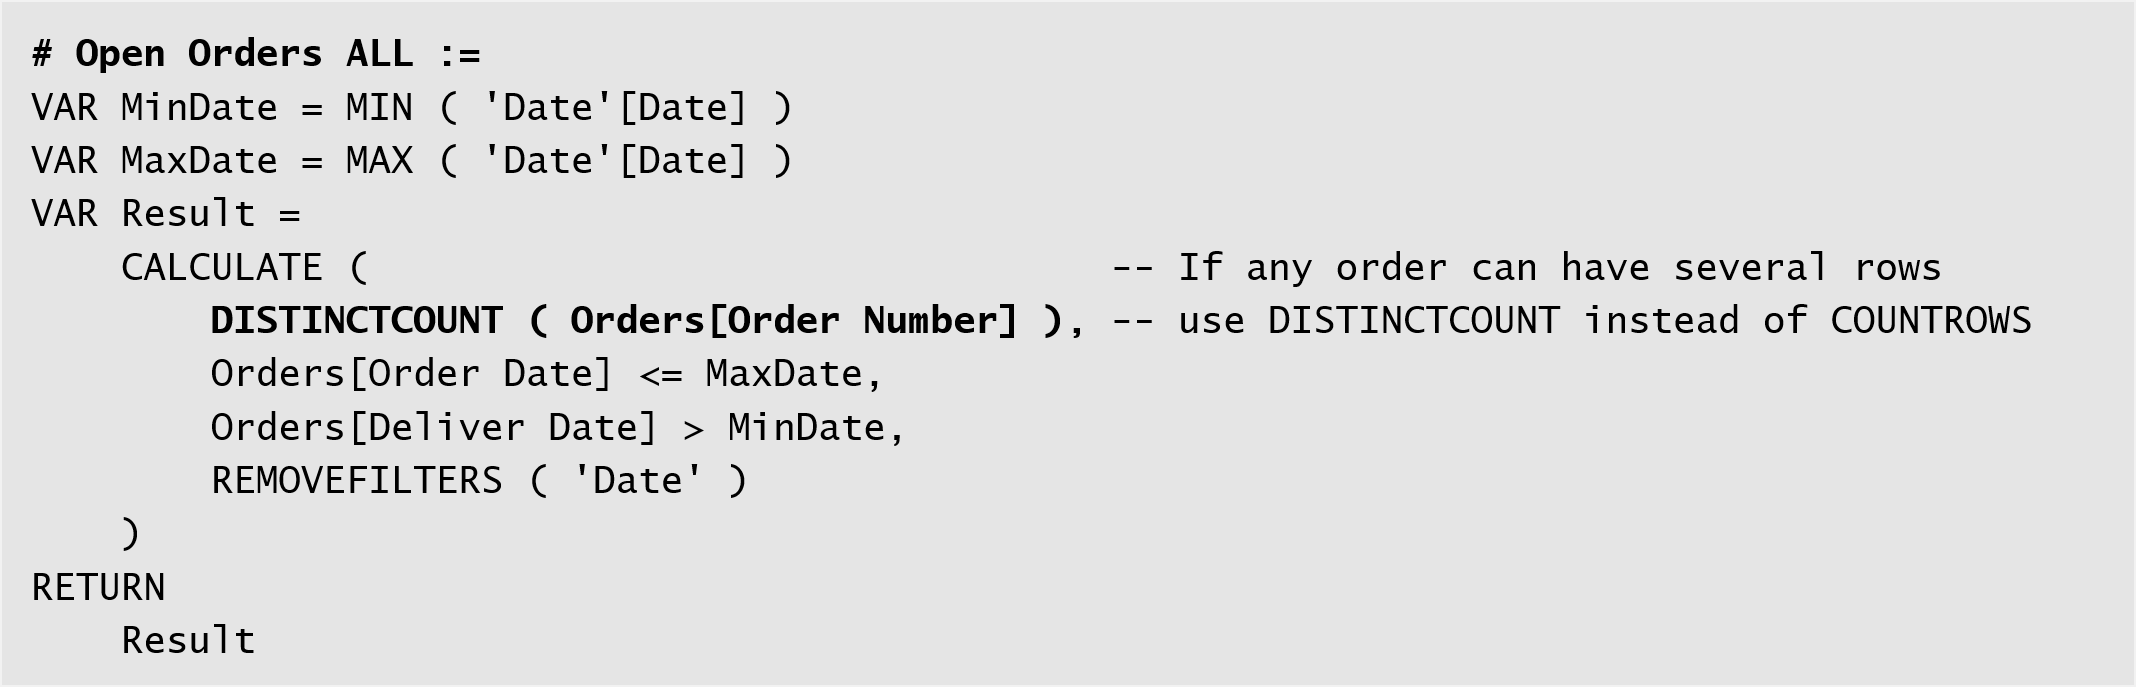 # Open Orders ALL :=
VAR MinDate = MIN ( 'Date'[Date] )
VAR MaxDate = MAX ( 'Date'[Date] )
VAR Result =
    CALCULATE (                                 -- If any order can have several rows
        DISTINCTCOUNT ( Orders[Order Number] ), -- use DISTINCTCOUNT instead of COUNTROWS
        Orders[Order Date] <= MaxDate,
        Orders[Deliver Date] > MinDate,
        REMOVEFILTERS ( 'Date' )
    )
RETURN
    Result